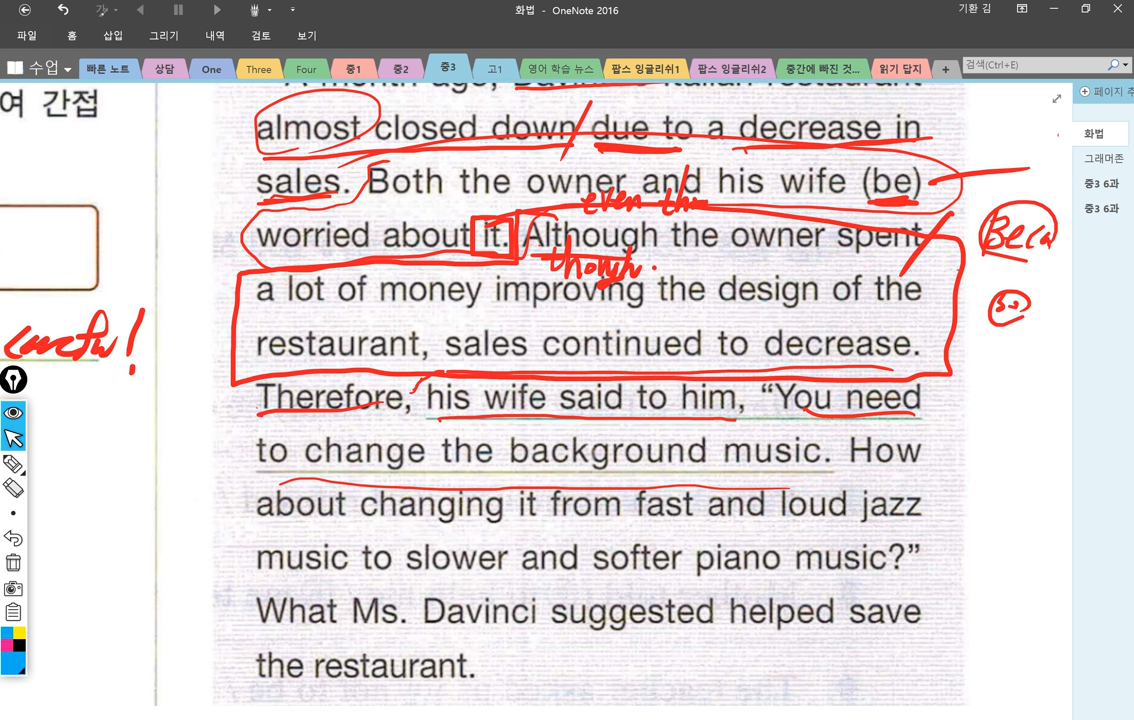 화법 - OneNote 2016
기환 김
파일 홈 삽입 그리기 내역 검토 보기
수업 빠른 노트 상담 One Three Four 중1 중2 중3 고1 영어 학습 뉴스 팝스 잉글리쉬1 팝스 잉글리쉬2 중간에 빠진 것... 읽기 답지 + 검색(Ctrl+E)
페이지 추
화법
그래머존
중3 6과
중3 6과
여 간접
almost closed down due to a decrease in
sales. Both the owner and his wife (be)
even th
worried about it. Although the owner spent
Beca
though.
a lot of money improving the design of the
restaurant, sales continued to decrease.
Therefore, his wife said to him, “You need
to change the background music. How
about changing it from fast and loud jazz
music to slower and softer piano music?”
What Ms. Davinci suggested helped save
the restaurant.